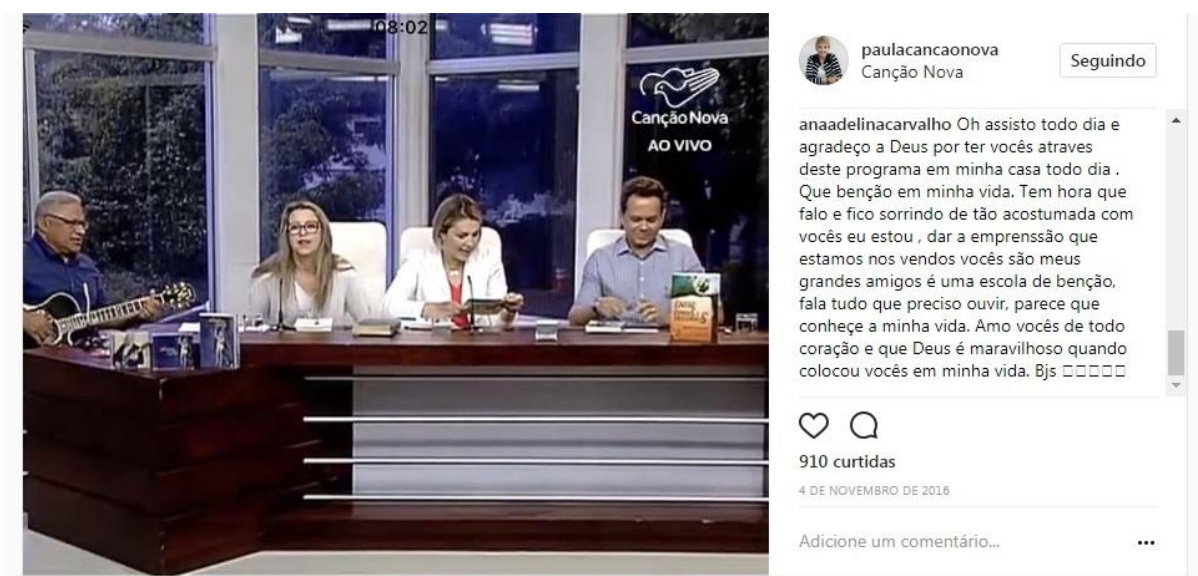 08:02
Canção Nova
AO VIVO
paulacancaonova
Canção Nova
Seguindo
anaadelinacarvalho Oh assisto todo dia e
agradeço a Deus por ter vocês atraves
deste programa em minha casa todo dia .
Que benção em minha vida. Tem hora que
falo e fico sorrindo de tão acostumada com
vocês eu estou , dar a emprenssão que
estamos nos vendos vocês são meus
grandes amigos é uma escola de benção,
fala tudo que preciso ouvir, parece que
conheçe a minha vida. Amo vocês de todo
coração e que Deus é maravilhoso quando
colocou vocês em minha vida. Bjs □□□□□
910 curtidas
4 DE NOVEMBRO DE 2016
Adicione um comentário...